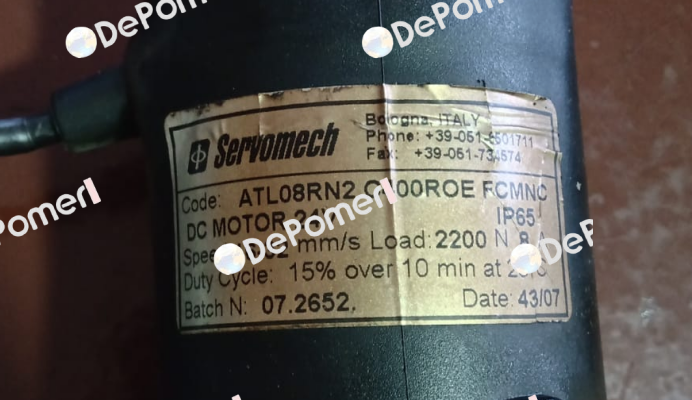 DePomerl
DePomerl
Servomech
Bologna, ITALY
Phone: +39-051-6501711
Fax: +39-051-734574
Code: ATL08RN2 FCMNC
DC MOTOR IP65
mm/s Load: 2200 N
Duty Cycle: 15% over 10 min at
Batch N: 07.2652.
Date: 43/07
DePomerl
DePomerl
DePomerl